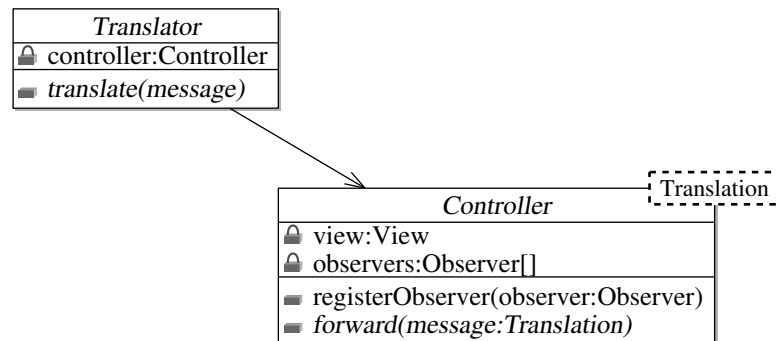 Translator
controller:Controller
translate(message)
Translation
Controller
view:View
observers:Observer[]
registerObserver(observer:Observer)
forward(message:Translation)